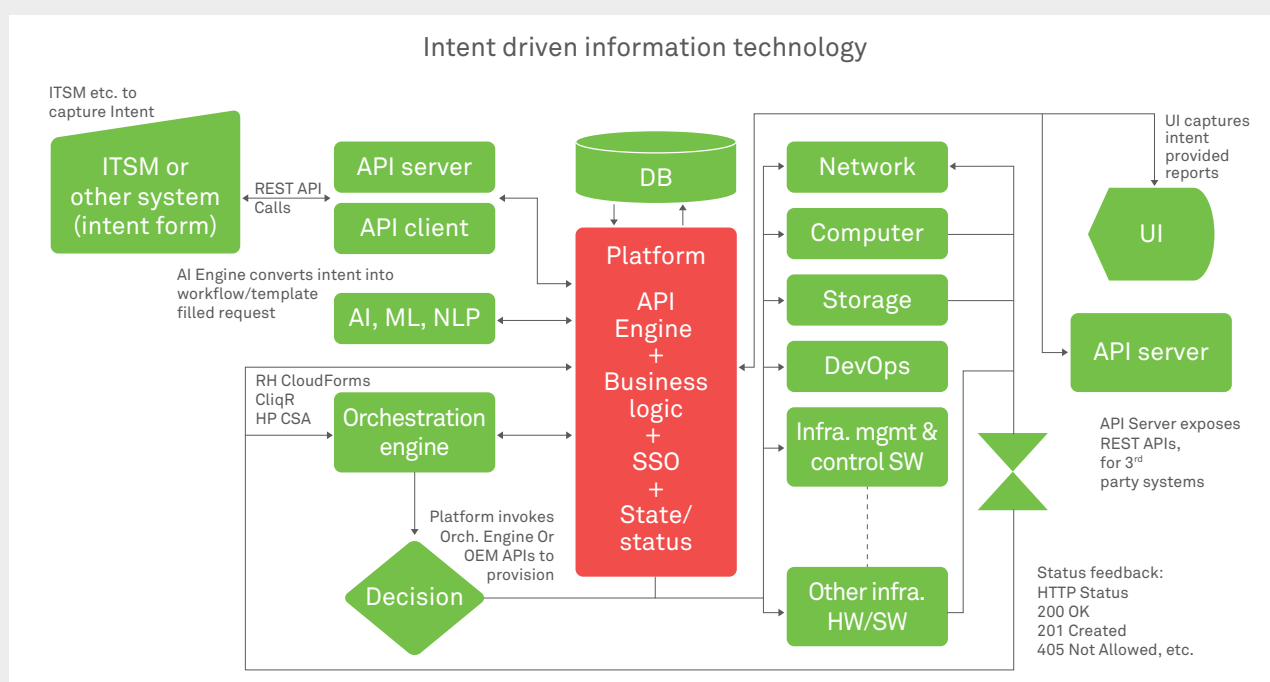 Intent driven information technology
ITSM etc. to
capture Intent
ITSM or
other system
(intent form)
REST API
Calls
API server
API client
AI Engine converts intent into
workflow/template
filled request
AI, ML, NLP
RH CloudForms
CliqR
HP CSA
Orchestration
engine
Platform invokes
Orch. Engine Or
OEM APIs to
provision
Decision
DB
Platform
API
Engine
+
Business
logic
+
SSO
+
State/
status
Network
Computer
Storage
DevOps
Infra. mgmt &
control SW
Other infra.
HW/SW
UI captures
intent
provided
reports
UI
API server
API Server exposes
REST APIs,
for 3rd
party systems
Status feedback:
HTTP Status
200 OK
201 Created
405 Not Allowed, etc.